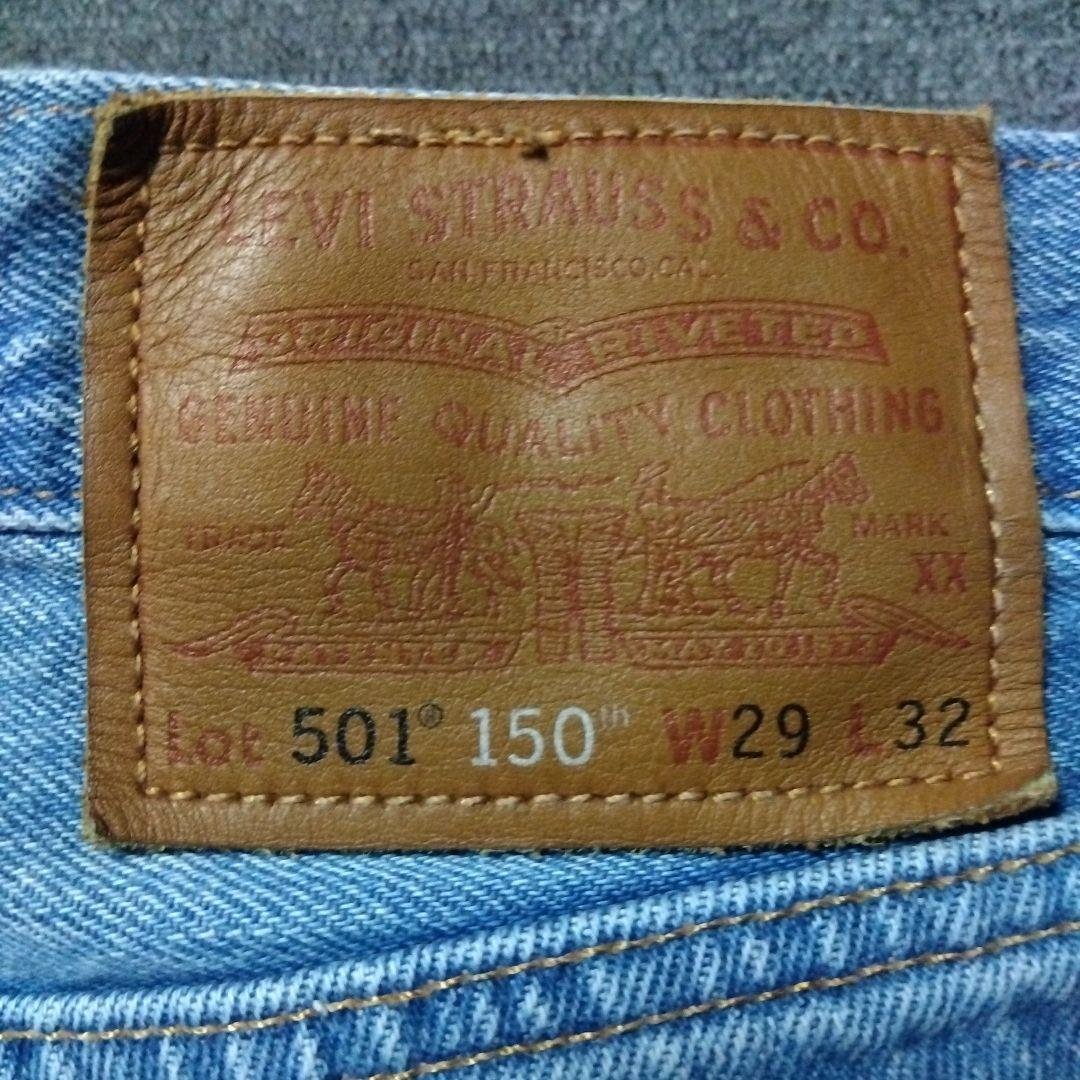 LEVI STRAUSS & CO.
SAN FRANCISCO, CAL.
ORIGINAL RIVETED
GENUINE QUALITY CLOTHING
TRADE MARK
XX
Lot 501® 150th W29 L32